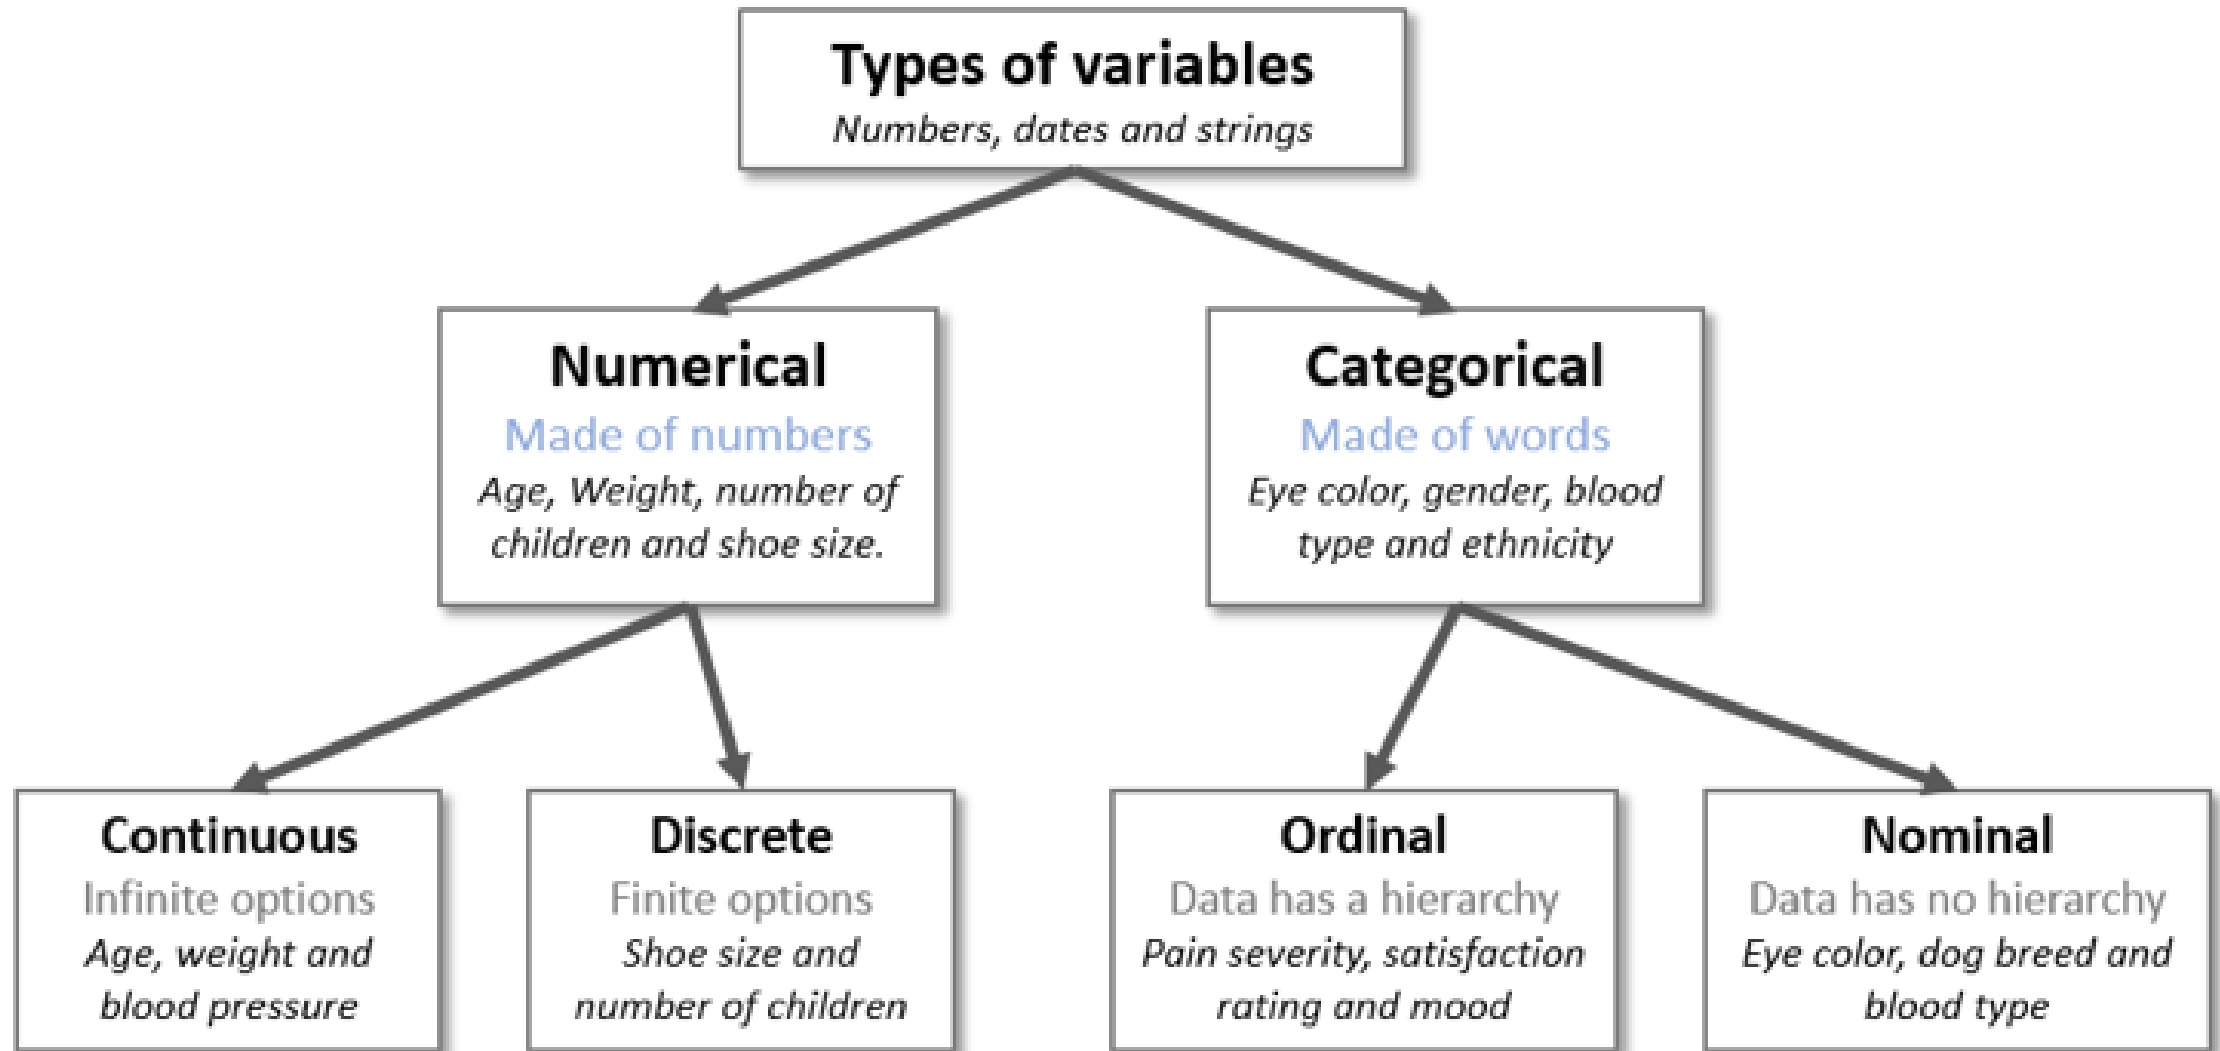 Types of variables
Numbers, dates and strings
Numerical
Made of numbers
Age, Weight, number of
children and shoe size.
Categorical
Made of words
Eye color, gender, blood
type and ethnicity
Continuous
Infinite options
Age, weight and
blood pressure
Discrete
Finite options
Shoe size and
number of children
Ordinal
Data has a hierarchy
Pain severity, satisfaction
rating and mood
Nominal
Data has no hierarchy
Eye color, dog breed and
blood type